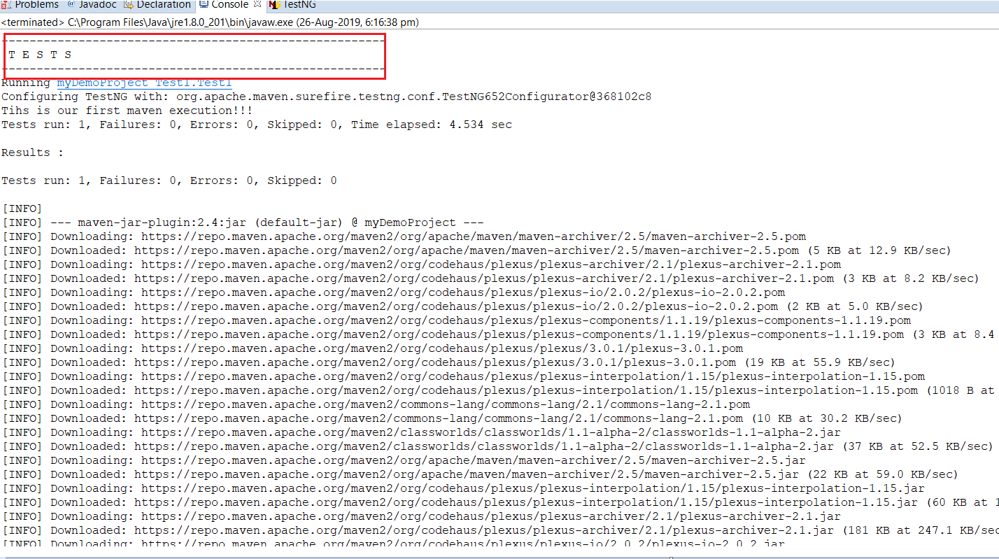 Problems @ Javadoc Declaration Console TestNG
<terminated> C:\Program Files\Java\jre1.8.0_201\bin\javaw.exe (26-Aug-2019, 6:16:38 pm)
-------------------------------------------------------
T E S T S
-------------------------------------------------------
Running myDemoProject_Test1.Test1
Configuring TestNG with: org.apache.maven.surefire.testng.conf.TestNG652Configurator@368102c8
Tihs is our first maven execution!!!
Tests run: 1, Failures: 0, Errors: 0, Skipped: 0, Time elapsed: 4.534 sec
Results :
Tests run: 1, Failures: 0, Errors: 0, Skipped: 0
[INFO]
[INFO] --- maven-jar-plugin:2.4:jar (default-jar) @ myDemoProject ---
[INFO] Downloading: https://repo.maven.apache.org/maven2/org/apache/maven/maven-archiver/2.5/maven-archiver-2.5.pom
[INFO] Downloaded: https://repo.maven.apache.org/maven2/org/apache/maven/maven-archiver/2.5/maven-archiver-2.5.pom (5 KB at 12.9 KB/sec)
[INFO] Downloading: https://repo.maven.apache.org/maven2/org/codehaus/plexus/plexus-archiver/2.1/plexus-archiver-2.1.pom
[INFO] Downloaded: https://repo.maven.apache.org/maven2/org/codehaus/plexus/plexus-archiver/2.1/plexus-archiver-2.1.pom (3 KB at 8.2 KB/sec)
[INFO] Downloading: https://repo.maven.apache.org/maven2/org/codehaus/plexus/plexus-io/2.0.2/plexus-io-2.0.2.pom
[INFO] Downloaded: https://repo.maven.apache.org/maven2/org/codehaus/plexus/plexus-io/2.0.2/plexus-io-2.0.2.pom (2 KB at 5.0 KB/sec)
[INFO] Downloading: https://repo.maven.apache.org/maven2/org/codehaus/plexus/plexus-components/1.1.19/plexus-components-1.1.19.pom
[INFO] Downloaded: https://repo.maven.apache.org/maven2/org/codehaus/plexus/plexus-components/1.1.19/plexus-components-1.1.19.pom (3 KB at 8.4
[INFO] Downloading: https://repo.maven.apache.org/maven2/org/codehaus/plexus/plexus/3.0.1/plexus-3.0.1.pom
[INFO] Downloaded: https://repo.maven.apache.org/maven2/org/codehaus/plexus/plexus/3.0.1/plexus-3.0.1.pom (19 KB at 55.9 KB/sec)
[INFO] Downloading: https://repo.maven.apache.org/maven2/org/codehaus/plexus/plexus-interpolation/1.15/plexus-interpolation-1.15.pom
[INFO] Downloaded: https://repo.maven.apache.org/maven2/org/codehaus/plexus/plexus-interpolation/1.15/plexus-interpolation-1.15.pom (1018 B at
[INFO] Downloading: https://repo.maven.apache.org/maven2/commons-lang/commons-lang/2.1/commons-lang-2.1.pom
[INFO] Downloaded: https://repo.maven.apache.org/maven2/commons-lang/commons-lang/2.1/commons-lang-2.1.pom (10 KB at 30.2 KB/sec)
[INFO] Downloading: https://repo.maven.apache.org/maven2/classworlds/classworlds/1.1-alpha-2/classworlds-1.1-alpha-2.jar
[INFO] Downloaded: https://repo.maven.apache.org/maven2/classworlds/classworlds/1.1-alpha-2/classworlds-1.1-alpha-2.jar (37 KB at 52.5 KB/sec)
[INFO] Downloading: https://repo.maven.apache.org/maven2/org/apache/maven/maven-archiver/2.5/maven-archiver-2.5.jar
[INFO] Downloaded: https://repo.maven.apache.org/maven2/org/apache/maven/maven-archiver/2.5/maven-archiver-2.5.jar (22 KB at 59.0 KB/sec)
[INFO] Downloading: https://repo.maven.apache.org/maven2/org/codehaus/plexus/plexus-interpolation/1.15/plexus-interpolation-1.15.jar
[INFO] Downloaded: https://repo.maven.apache.org/maven2/org/codehaus/plexus/plexus-interpolation/1.15/plexus-interpolation-1.15.jar (60 KB at 1
[INFO] Downloading: https://repo.maven.apache.org/maven2/org/codehaus/plexus/plexus-archiver/2.1/plexus-archiver-2.1.jar
[INFO] Downloaded: https://repo.maven.apache.org/maven2/org/codehaus/plexus/plexus-archiver/2.1/plexus-archiver-2.1.jar (181 KB at 247.1 KB/sec
[INFO] Downloading: https://repo.maven.apache.org/maven2/org/codehaus/plexus/plexus-io/2.0.2/plexus-io-2.0.2.jar